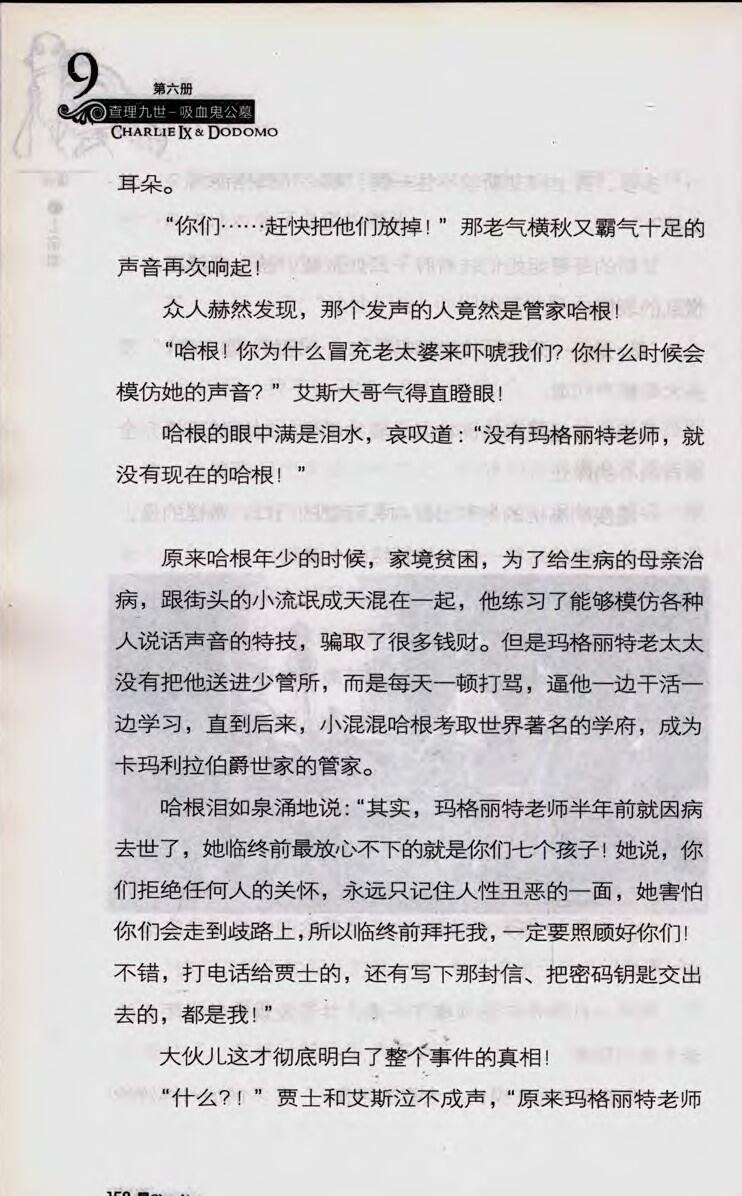 9
第六册
查理九世-吸血鬼公墓
CHARLIE IX & DODOMO
耳朵。
“你们……赶快把他们放掉！”那老气横秋又霸气十足的
声音再次响起！
众人赫然发现，那个发声的人竟然是管家哈根！
“哈根！你为什么冒充老太婆来吓唬我们？你什么时候会
模仿她的声音？”艾斯大哥气得直瞪眼！
哈根的眼中满是泪水，哀叹道：“没有玛格丽特老师，就
没有现在的哈根！”
原来哈根年少的时候，家境贫困，为了给生病的母亲治
病，跟街头的小流氓成天混在一起，他练习了能够模仿各种
人说话声音的特技，骗取了很多钱财。但是玛格丽特老太太
没有把他送进少管所，而是每天一顿打骂，逼他一边干活一
边学习，直到后来，小混混哈根考取世界著名的学府，成为
卡玛利拉伯爵世家的管家。
哈根泪如泉涌地说：“其实，玛格丽特老师半年前就因病
去世了，她临终前最放心不下的就是你们七个孩子！她说，你
们拒绝任何人的关怀，永远只记住人性丑恶的一面，她害怕
你们会走到歧路上，所以临终前拜托我，一定要照顾好你们！
不错，打电话给贾士的，还有写下那封信、把密码钥匙交出
去的，都是我！”
大伙儿这才彻底明白了整个事件的真相！
“什么？！”贾士和艾斯泣不成声，“原来玛格丽特老师